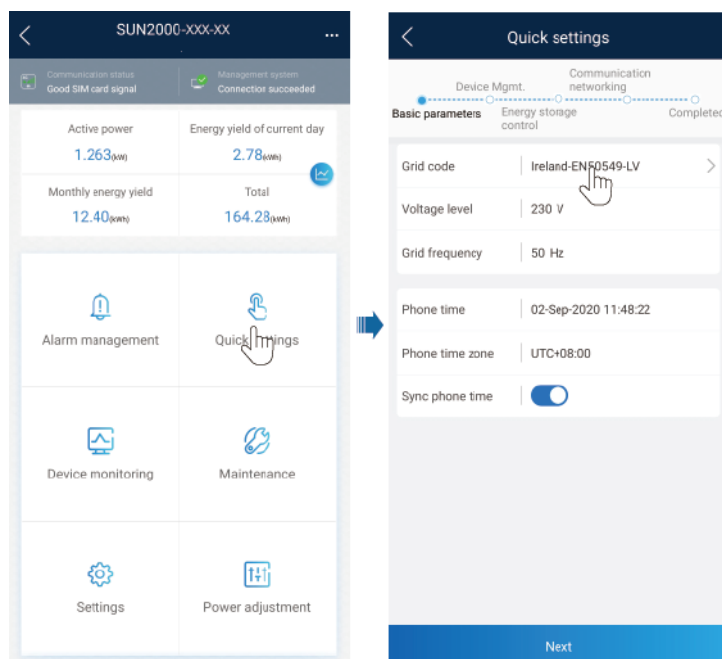 SUN2000-XXX-XX
...
Communication status
Good SIM card signal
Management system
Connection succeeded
Active power
1.263(kW)
Energy yield of current day
2.78(kWh)
Monthly energy yield
12.40(kWh)
Total
164.28(kWh)
Alarm management
Quick settings
Device monitoring
Maintenance
Settings
Power adjustment
Quick settings
Device Mgmt.
Communication
networking
Basic parameters
Energy storage
control
Completed
Grid code
Ireland-EN50549-LV
Voltage level
230 V
Grid frequency
50 Hz
Phone time
02-Sep-2020 11:48:22
Phone time zone
UTC+08:00
Sync phone time
Next